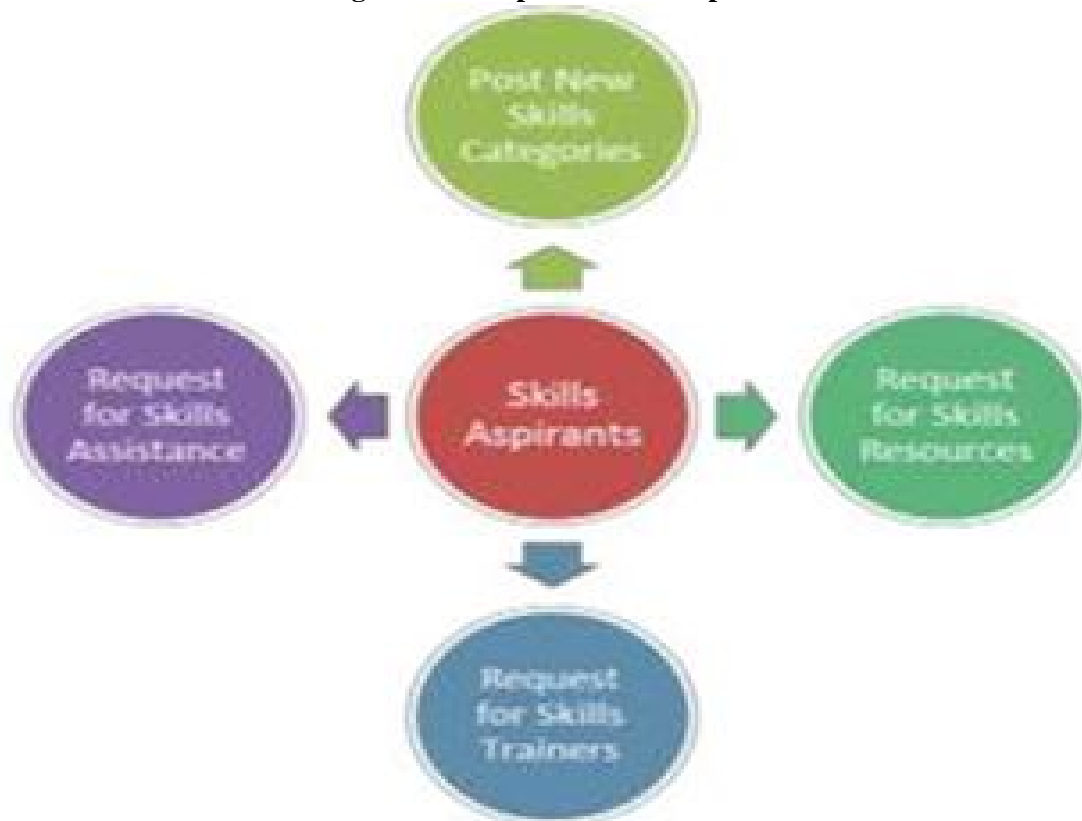 Post New
Skills
Categories
Request
for Skills
Assistance
Skills
Aspirants
Request
for Skills
Resources
Request
for Skills
Trainers